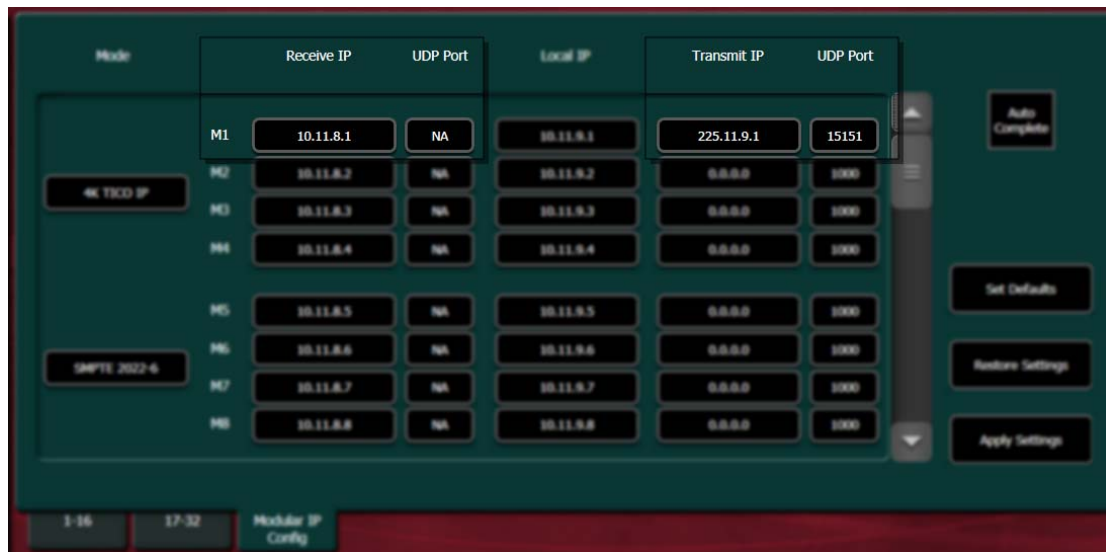 Mode Receive IP UDP Port Local IP Transmit IP UDP Port
Auto
Complete
M1 10.11.8.1 NA 10.11.9.1 225.11.9.1 15151
M2 10.11.8.2 NA 10.11.9.2 0.0.0.0 1000
4K TICO IP
M3 10.11.8.3 NA 10.11.9.3 0.0.0.0 1000
M4 10.11.8.4 NA 10.11.9.4 0.0.0.0 1000
Set Defaults
M5 10.11.8.5 NA 10.11.9.5 0.0.0.0 1000
M6 10.11.8.6 NA 10.11.9.6 0.0.0.0 1000
SMPTE 2022-6
Restore Settings
M7 10.11.8.7 NA 10.11.9.7 0.0.0.0 1000
M8 10.11.8.8 NA 10.11.9.8 0.0.0.0 1000
Apply Settings
1-16 17-32 Modular IP
Config